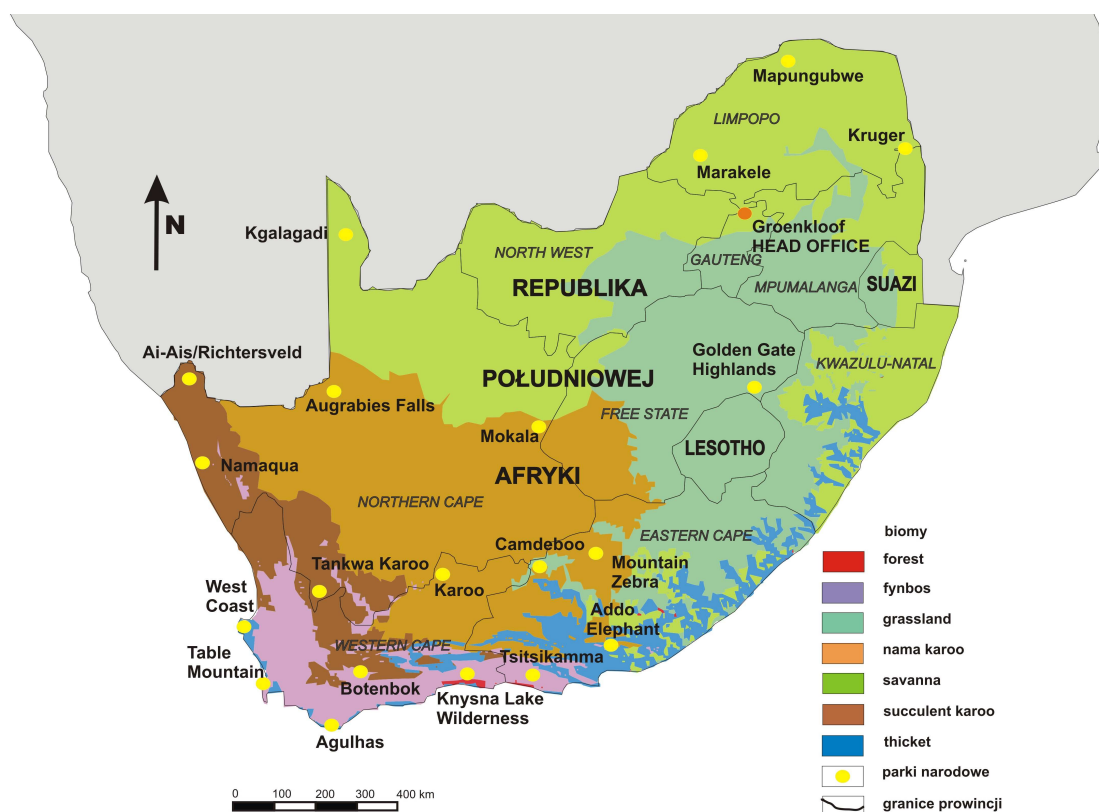 Mapungubwe
LIMPOPO
Kruger
Marakele
N
Kgalagadi
Groenkloof
HEAD OFFICE
NORTH WEST
GAUTENG
REPUBLIKA
MPUMALANGA
SUAZI
Ai-Ais/Richtersveld
Golden Gate
Highlands
KWAZULU-NATAL
POŁUDNIOWEJ
Augrabies Falls
FREE STATE
Mokala
LESOTHO
Namaqua
AFRYKI
NORTHERN CAPE
EASTERN CAPE
Camdeboo
Tankwa Karoo
Mountain
Zebra
Karoo
West
Coast
Addo
Elephant
WESTERN CAPE
Table
Mountain
Tsitsikamma
Botenbok
Knysna Lake
Wilderness
Agulhas
biomy
forest
fynbos
grassland
nama karoo
savanna
succulent karoo
thicket
parki narodowe
granice prowincji
0 100 200 300 400 km